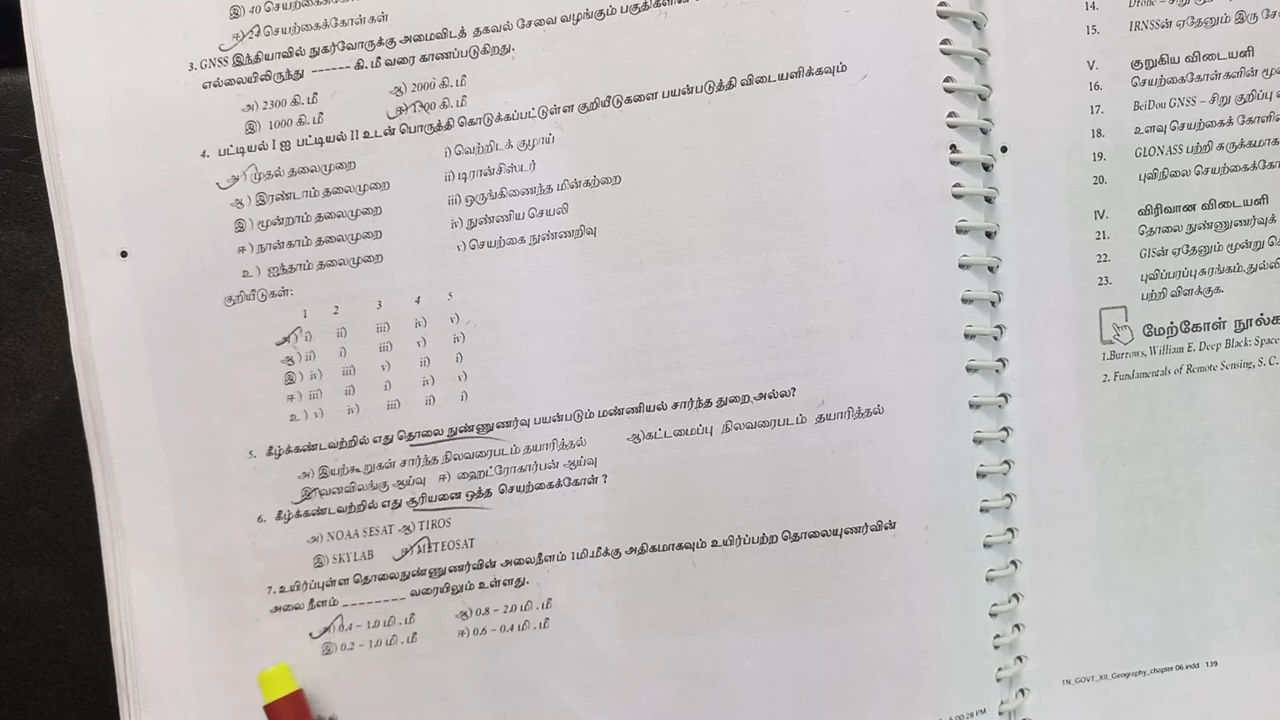 இ) 40 செயற்கைக்கோள்கள்
ஈ) 24 செயற்கைக்கோள்கள்
3. GNSS இந்தியாவில் நுகர்வோருக்கு அமைவிடத் தகவல் சேவை வழங்கும் பகுதிகளின்
எல்லையிலிருந்து ------ கி.மீ வரை காணப்படுகிறது.
அ) 2300 கி.மீ ஆ) 2000 கி.மீ
இ) 1000 கி.மீ ஈ) 1500 கி.மீ
4. பட்டியல் I ஐ பட்டியல் II உடன் பொருத்தி கொடுக்கப்பட்டுள்ள குறியீடுகளை பயன்படுத்தி விடையளிக்கவும்
அ) முதல் தலைமுறை i) வெற்றிடக் குழாய்
ஆ) இரண்டாம் தலைமுறை ii) டிரான்சிஸ்டர்
இ) மூன்றாம் தலைமுறை iii) ஒருங்கிணைந்த மின்சுற்றை
ஈ) நான்காம் தலைமுறை iv) நுண்ணிய செயலி
உ) ஐந்தாம் தலைமுறை v) செயற்கை நுண்ணறிவு
குறியீடுகள்:
1 2 3 4 5
அ) i) ii) iii) iv) v)
ஆ) ii) i) iii) v) iv)
இ) iv) iii) v) ii) i)
ஈ) iii) ii) i) iv) v)
உ) v) iv) iii) ii) i)
5. கீழ்க்கண்டவற்றில் எது தொலை நுண்ணுணர்வு பயன்படும் மண்ணியல் சார்ந்த துறை அல்ல?
அ) இயற்கூறுகள் சார்ந்த நிலவரைபடம் தயாரித்தல் ஆ)கட்டமைப்பு நிலவரைபடம் தயாரித்தல்
இ) வனவிலங்கு ஆய்வு ஈ) ஹைட்ரோகார்பன் ஆய்வு
6. கீழ்க்கண்டவற்றில் எது சூரியனை ஒத்த செயற்கைக்கோள் ?
அ) NOAA SESAT ஆ) TIROS
இ) SKYLAB ஈ) METEOSAT
7. உயிர்ப்புள்ள தொலைநுண்ணுணர்வின் அலைநீளம் 1மி.மீக்கு அதிகமாகவும் உயிர்ப்பற்ற தொலையுணர்வின்
அலை நீளம் -------- வரையிலும் உள்ளது.
அ) 0.4 – 1.0 மி . மீ ஆ) 0.8 – 2.0 மி . மீ
இ) 0.2 – 1.0 மி . மீ ஈ) 0.6 – 0.4 மி . மீ
5:00:28 PM
14. Drone – சிறு
15. IRNSSன் ஏதேனும் இரு
V. குறுகிய விடையளி
16. செயற்கைகோள்களின்
17. BeiDou GNSS – சிறு குறிப்பு
18. உளவு செயற்கைக்
19. GLONASS பற்றி சுருக்கமாக
20. புவிநிலை
IV. விரிவான விடையளி
21. தொலை நுண்ணுணர்வுக்
22. GISன் ஏதேனும் மூன்று
23. புவிப்பரப்பு சுரங்கம்,
பற்றி விளக்குக.
மேற்கோள்
1.Burrows, William E. Deep Black: Space
2. Fundamentals of Remote Sensing, S. C.
TN_GOVT_XII_Geography_chapter 06.indd 139